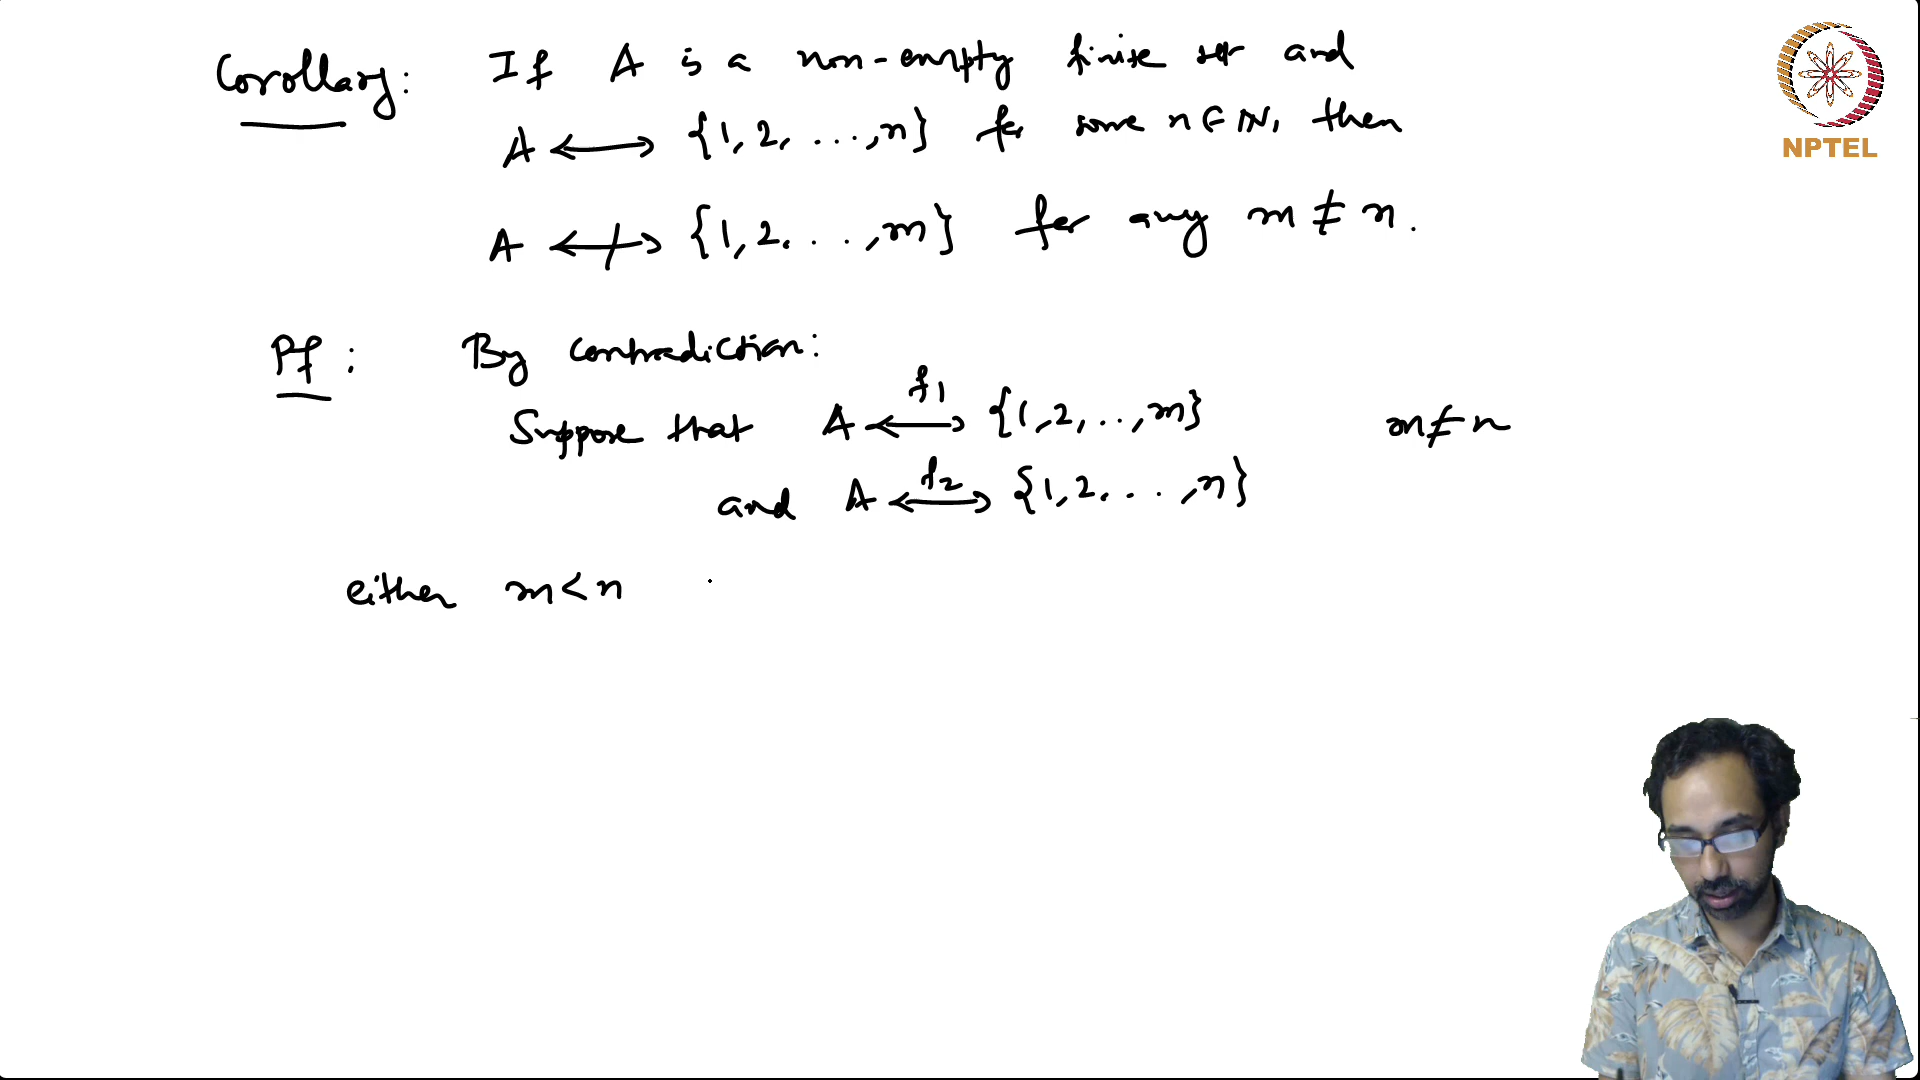 Corollary: If A is a non-empty finite set and
A ⟷ {1, 2, ..., n} for some n ∈ ℕ, then
A ↮ {1, 2, ..., m} for any m ≠ n.
Pf: By contradiction:
Suppose that A ⟷ f1 {1, 2, .., m} m ≠ n
and A ⟷ f2 {1, 2, ..., n}
either m < n
NPTEL